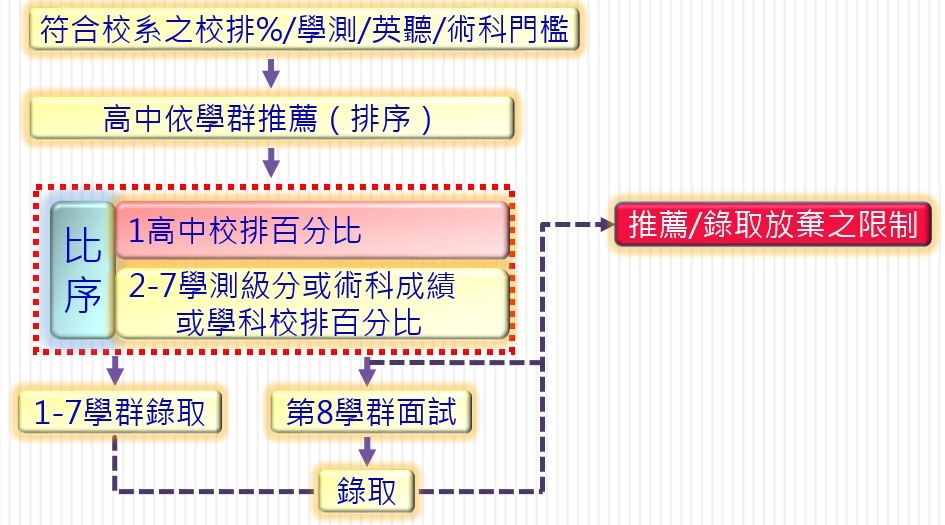 符合校系之校排%/學測/英聽/術科門檻
高中依學群推薦（排序）
比序
1高中校排百分比
2-7學測級分或術科成績
或學科校排百分比
推薦/錄取放棄之限制
1-7學群錄取
第8學群面試
錄取